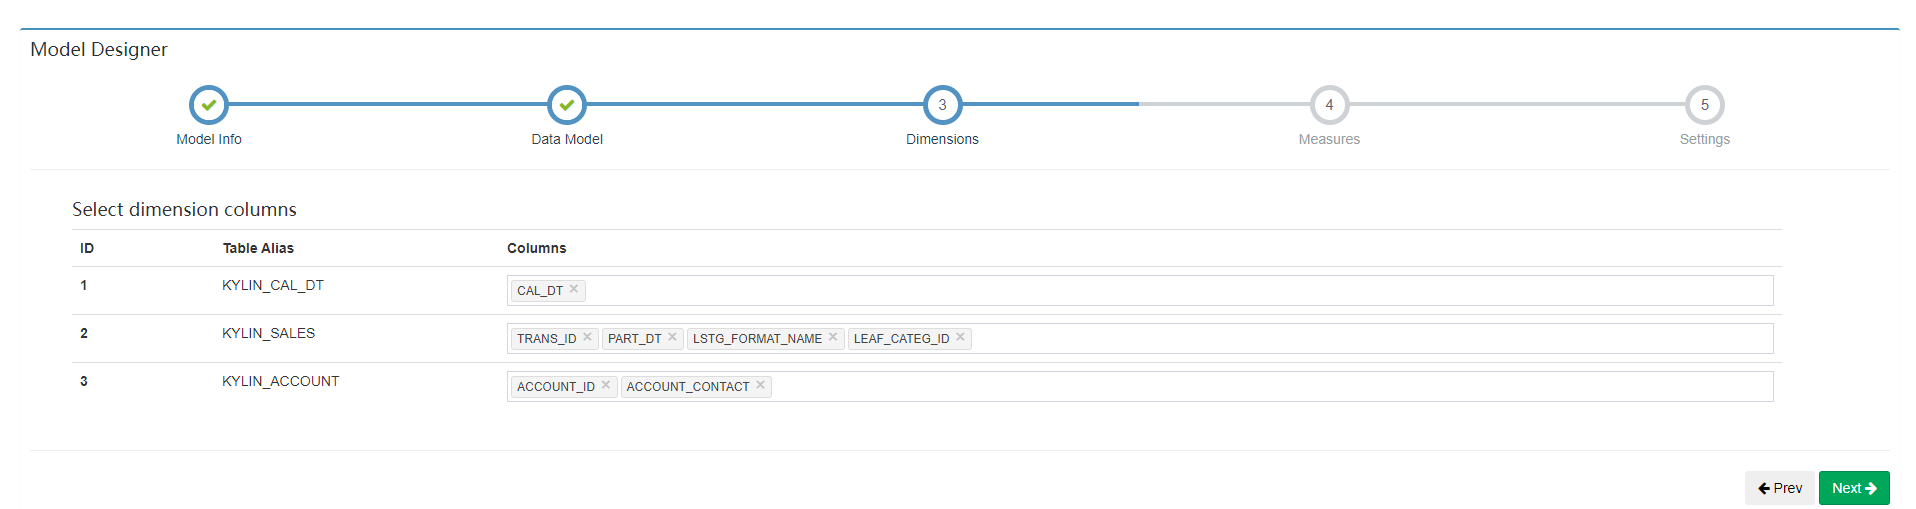 Model Designer
3 4 5
Model Info Data Model Dimensions Measures Settings
Select dimension columns
ID Table Alias Columns
1 KYLIN_CAL_DT CAL_DT ×
2 KYLIN_SALES TRANS_ID × PART_DT × LSTG_FORMAT_NAME × LEAF_CATEG_ID ×
3 KYLIN_ACCOUNT ACCOUNT_ID × ACCOUNT_CONTACT ×
Prev Next